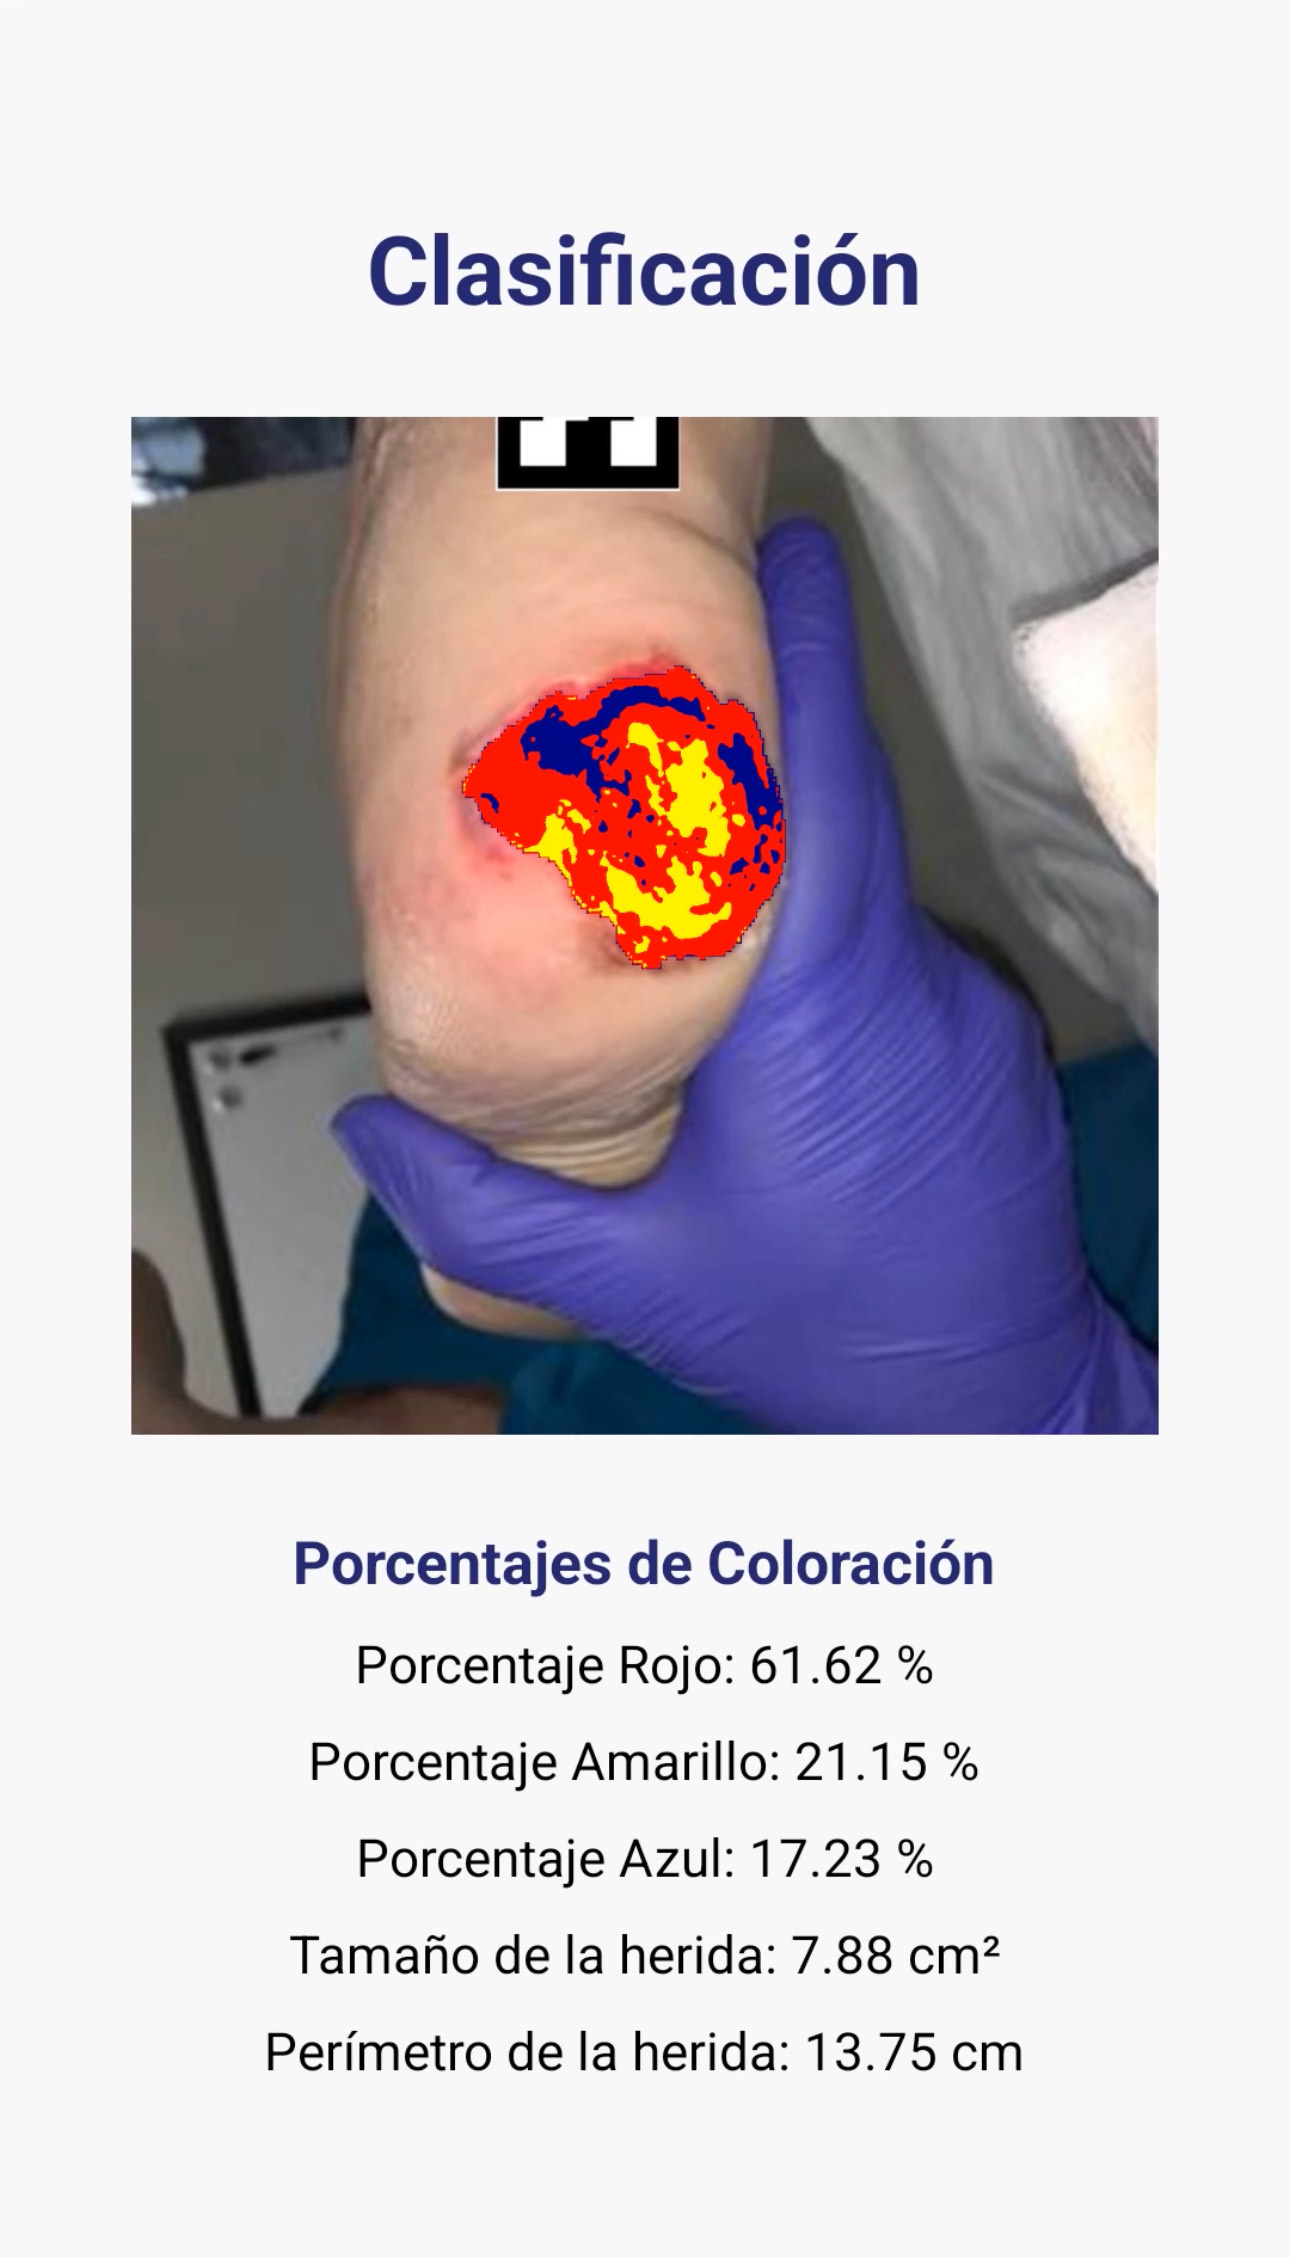 Clasificación
Porcentajes de Coloración
Porcentaje Rojo: 61.62 %
Porcentaje Amarillo: 21.15 %
Porcentaje Azul: 17.23 %
Tamaño de la herida: 7.88 cm²
Perímetro de la herida: 13.75 cm